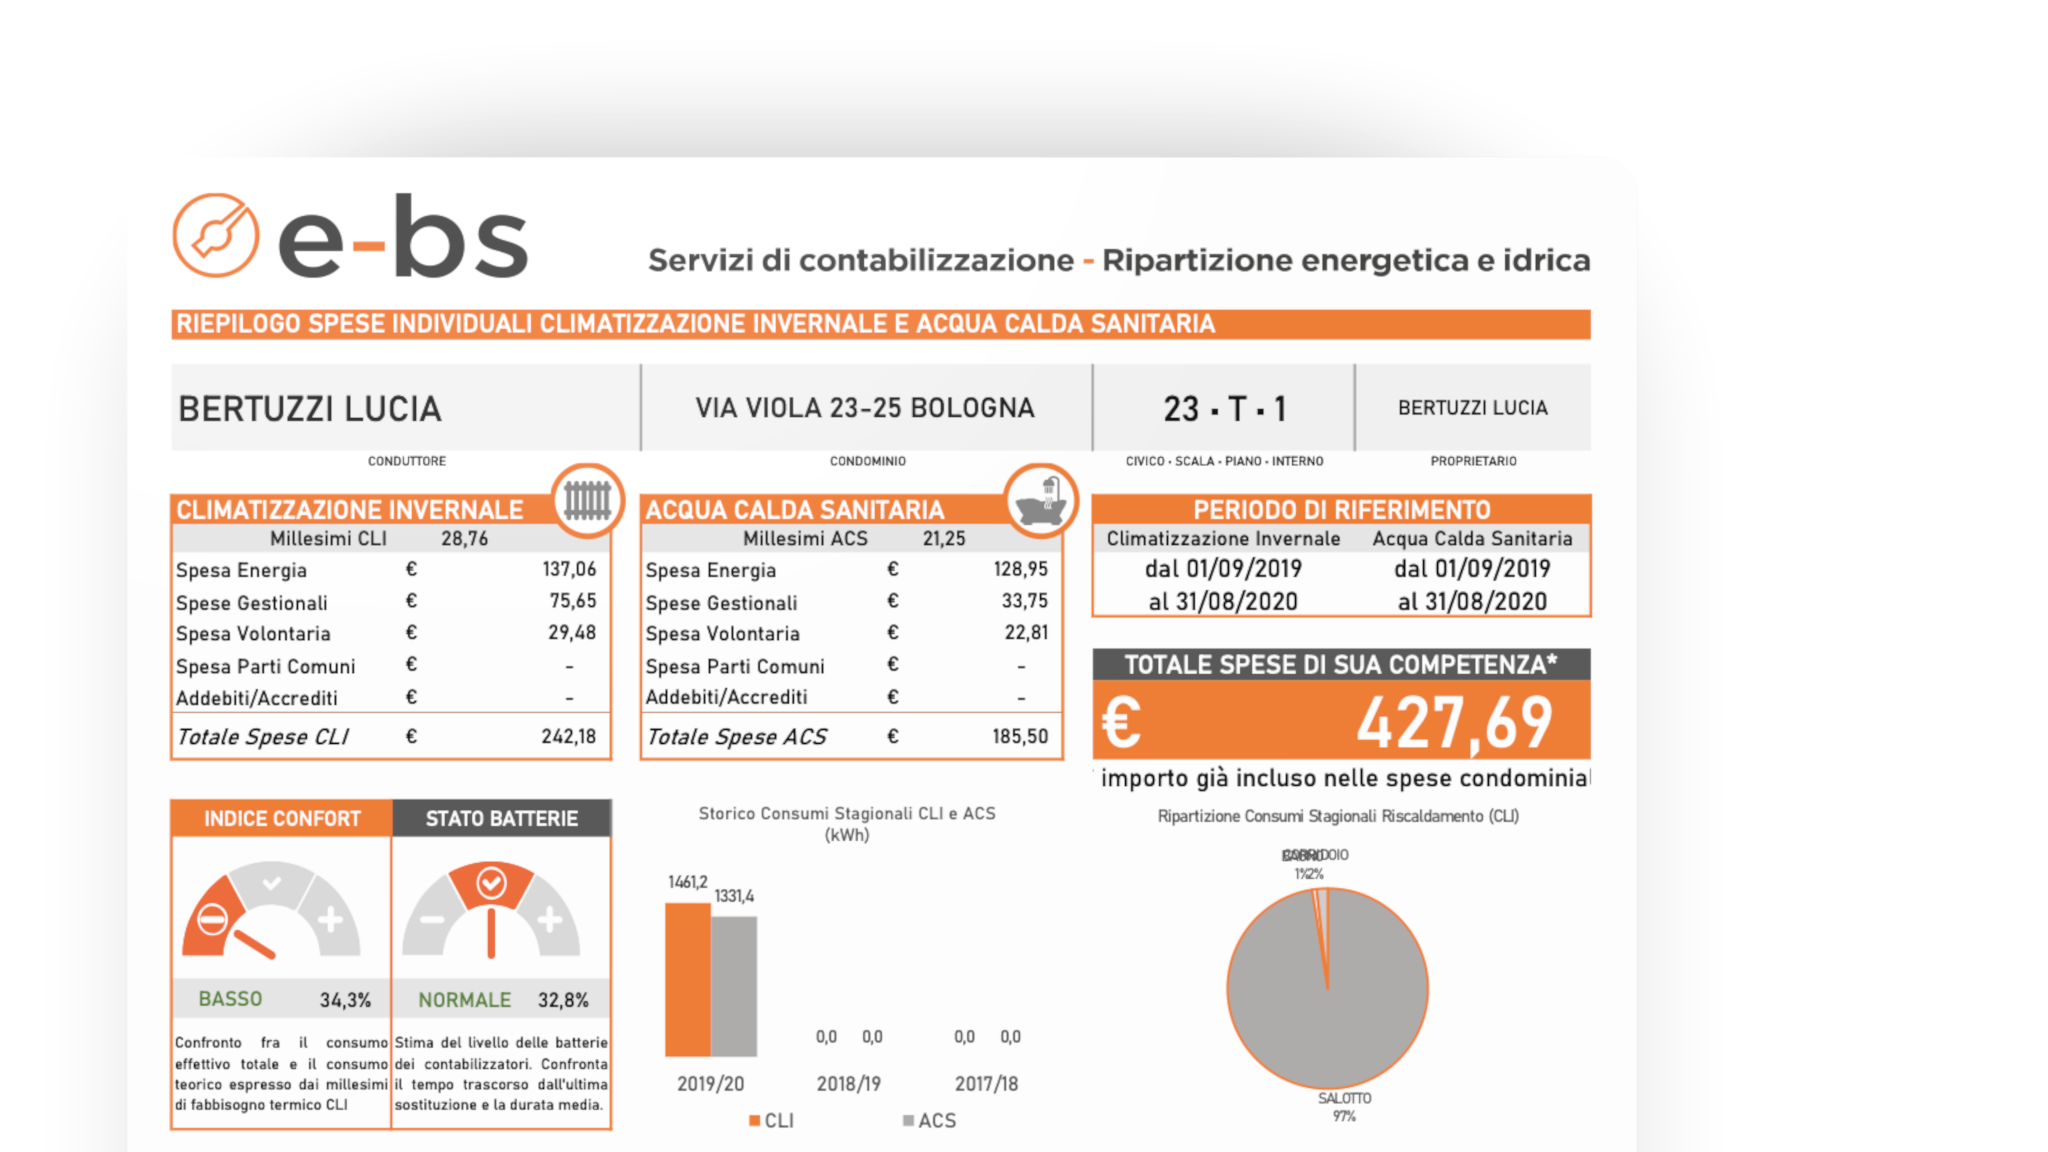 e-bs
Servizi di contabilizzazione - Ripartizione energetica e idrica
RIEPILOGO SPESE INDIVIDUALI CLIMATIZZAZIONE INVERNALE E ACQUA CALDA SANITARIA
BERTUZZI LUCIA
VIA VIOLA 23-25 BOLOGNA
23 · T · 1
BERTUZZI LUCIA
CONDUTTORE
CONDOMINIO
CIVICO · SCALA · PIANO · INTERNO
PROPRIETARIO
CLIMATIZZAZIONE INVERNALE
Millesimi CLI 28,76
Spesa Energia € 137,06
Spese Gestionali € 75,65
Spesa Volontaria € 29,48
Spesa Parti Comuni € -
Addebiti/Accrediti € -
Totale Spese CLI € 242,18
ACQUA CALDA SANITARIA
Millesimi ACS 21,25
Spesa Energia € 128,95
Spese Gestionali € 33,75
Spesa Volontaria € 22,81
Spesa Parti Comuni € -
Addebiti/Accrediti € -
Totale Spese ACS € 185,50
PERIODO DI RIFERIMENTO
Climatizzazione Invernale Acqua Calda Sanitaria
dal 01/09/2019 dal 01/09/2019
al 31/08/2020 al 31/08/2020
TOTALE SPESE DI SUA COMPETENZA*
€ 427,69
importo già incluso nelle spese condominial
INDICE CONFORT
BASSO 34,3%
Confronto fra il consumo
effettivo totale e il consumo
teorico espresso dai millesimi
di fabbisogno termico CLI
STATO BATTERIE
NORMALE 32,8%
Stima del livello delle batterie
dei contabilizzatori. Confronta
il tempo trascorso dall'ultima
sostituzione e la durata media.
Storico Consumi Stagionali CLI e ACS
(kWh)
1461,2
1331,4
0,0 0,0 0,0 0,0
2019/20 2018/19 2017/18
CLI ACS
Ripartizione Consumi Stagionali Riscaldamento (CLI)
CORRIDOIO
1% 2%
SALOTTO
97%